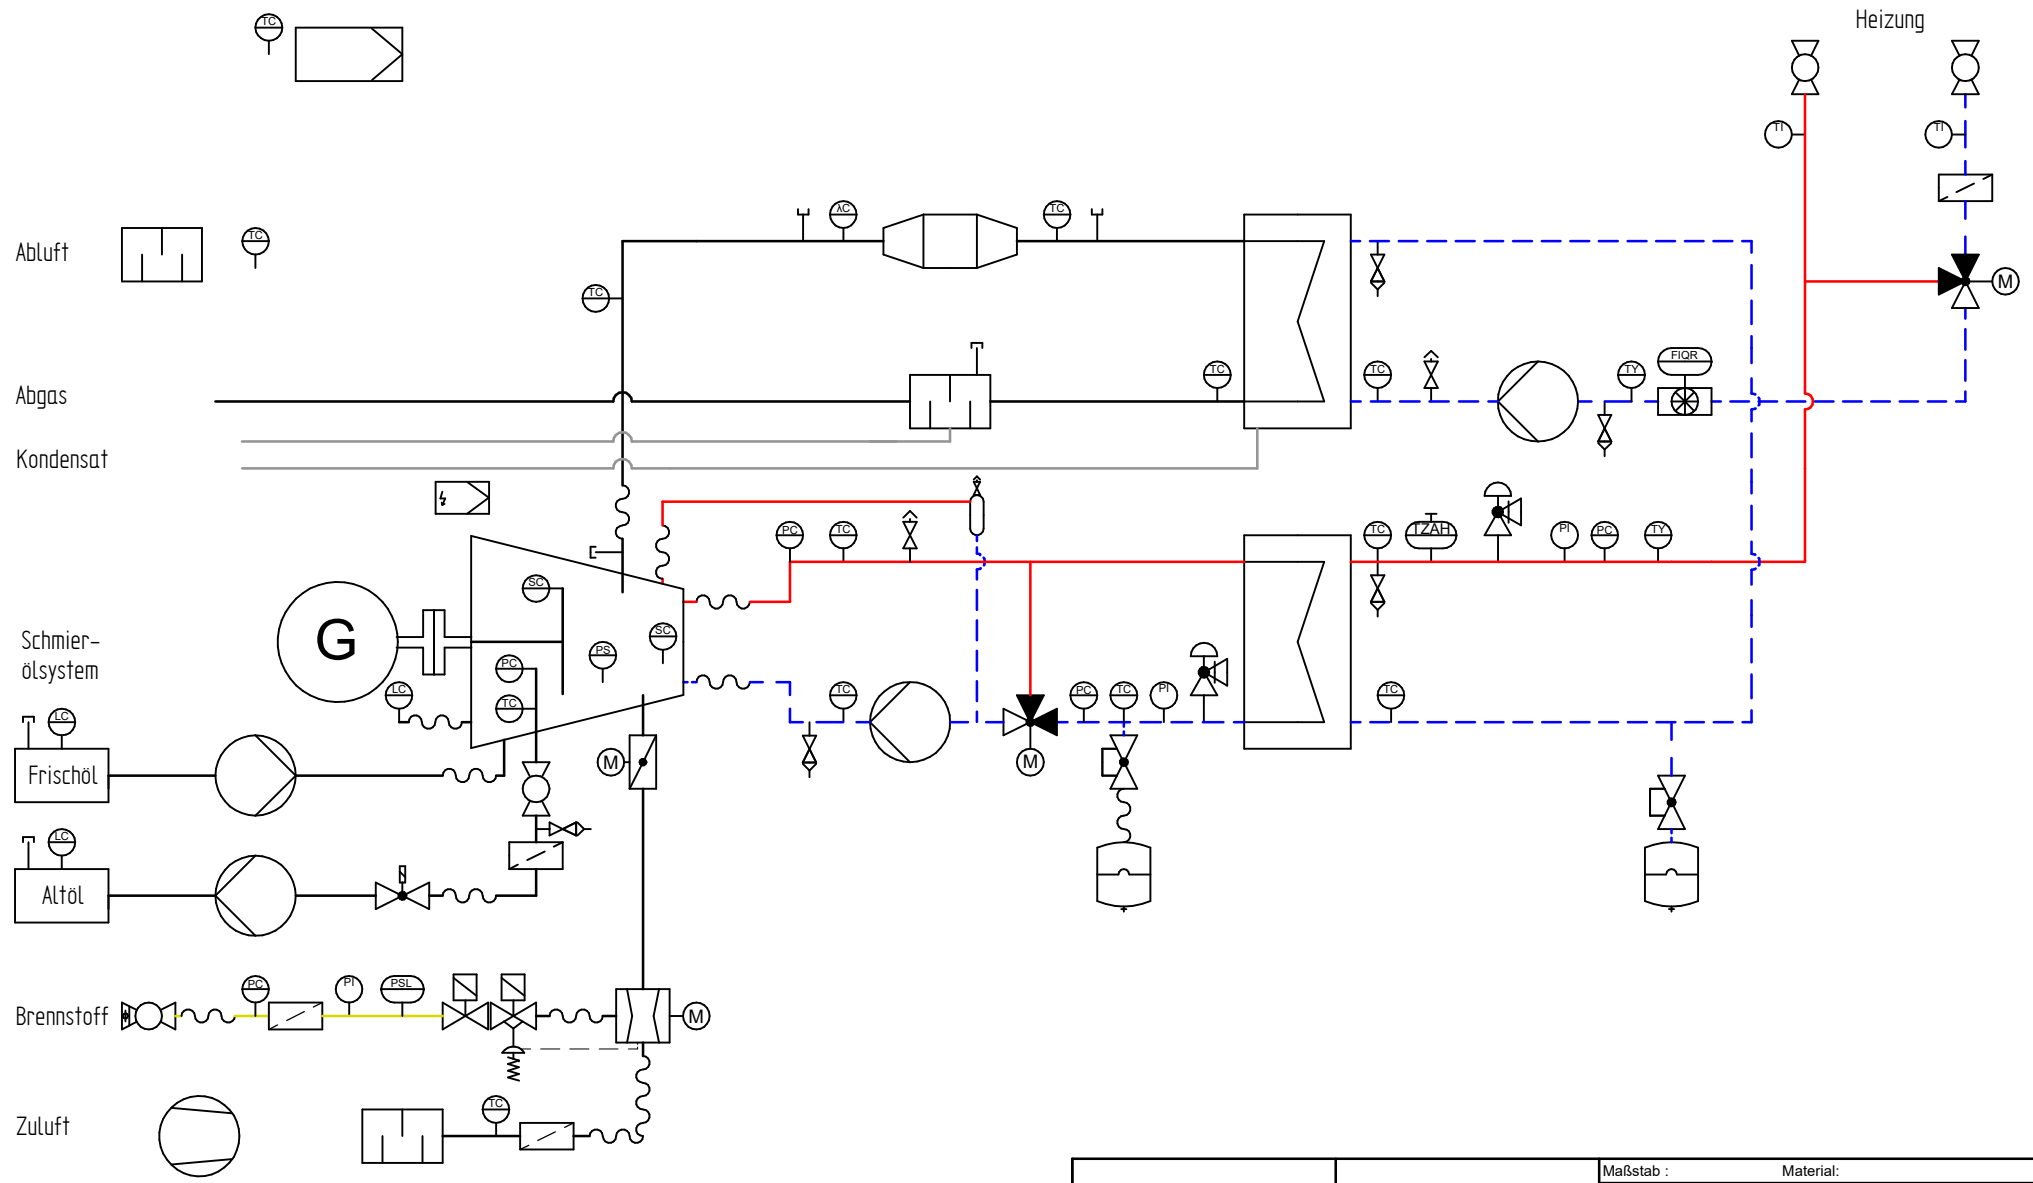 Heizung
TC
TI
TI
Abluft
TC
λC
TC
TC
M
Abgas
TC
TC
TY
FIQR
Kondensat
PC
TC
TC
TZAH
PI
PC
TY
SC
G
SC
PS
Schmier-
ölsystem
PC
LC
TC
TC
PC
TC
PI
TC
LC
Frischöl
M
M
LC
Altöl
Brennstoff
PC
PI
PSL
M
Zuluft
TC
Maßstab :
Material: